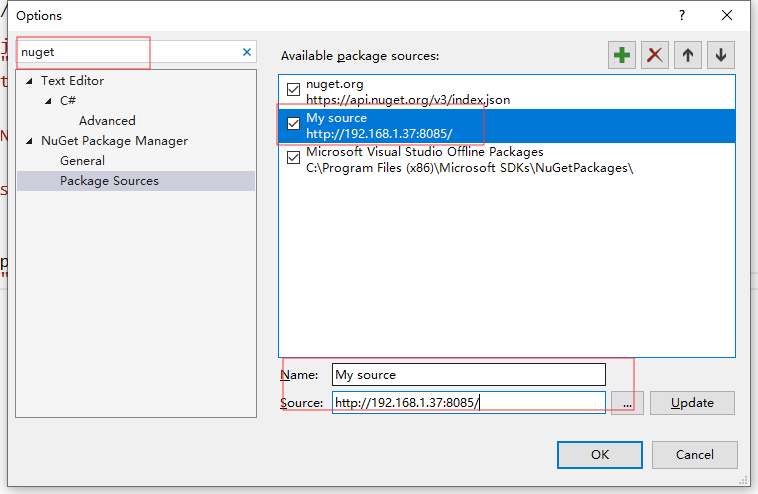 Options
nuget
Text Editor
C#
Advanced
NuGet Package Manager
General
Package Sources
Available package sources:
nuget.org
https://api.nuget.org/v3/index.json
My source
http://192.168.1.37:8085/
Microsoft Visual Studio Offline Packages
C:\Program Files (x86)\Microsoft SDKs\NuGetPackages\
Name: My source
Source: http://192.168.1.37:8085/ ... Update
OK Cancel